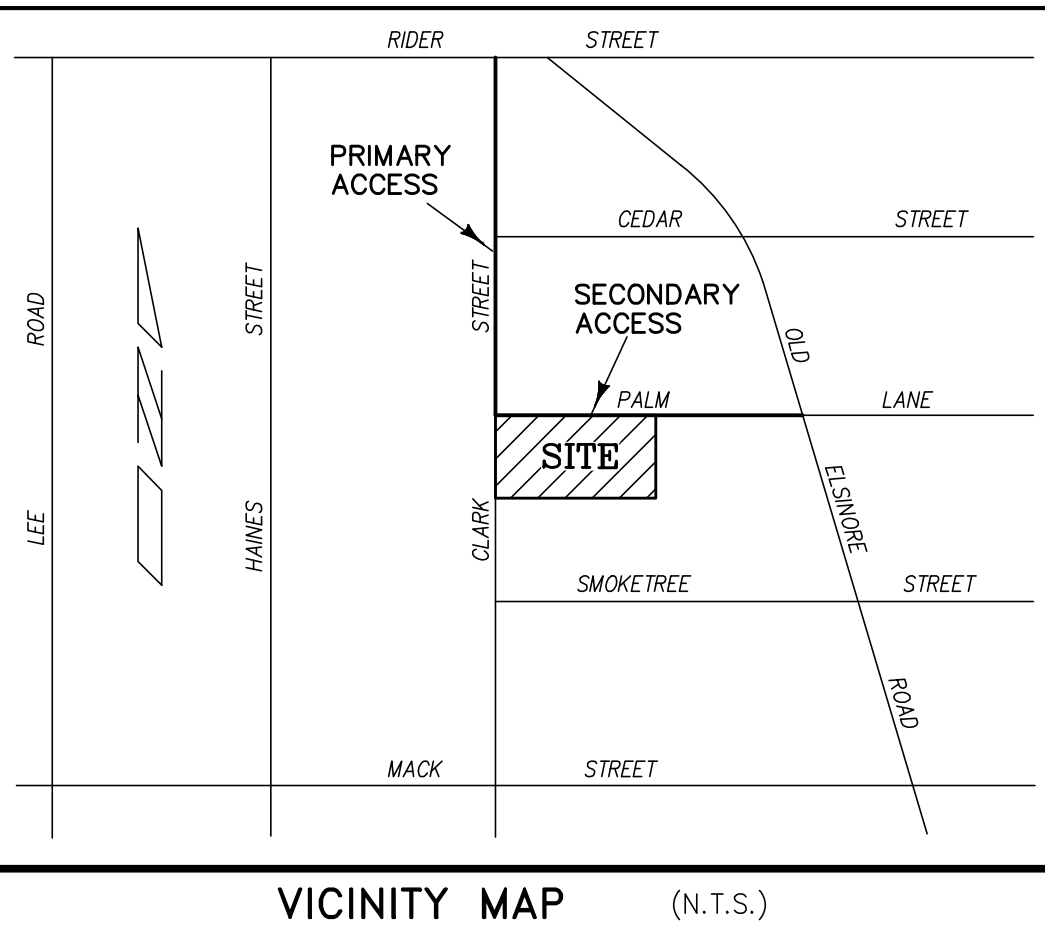 RIDER STREET
PRIMARY
ACCESS
CEDAR STREET
SECONDARY
ACCESS
LEE ROAD
N
HAINES STREET
CLARK STREET
OLD ELSINORE ROAD
PALM LANE
SITE
SMOKETREE STREET
MACK STREET
VICINITY MAP (N.T.S.)